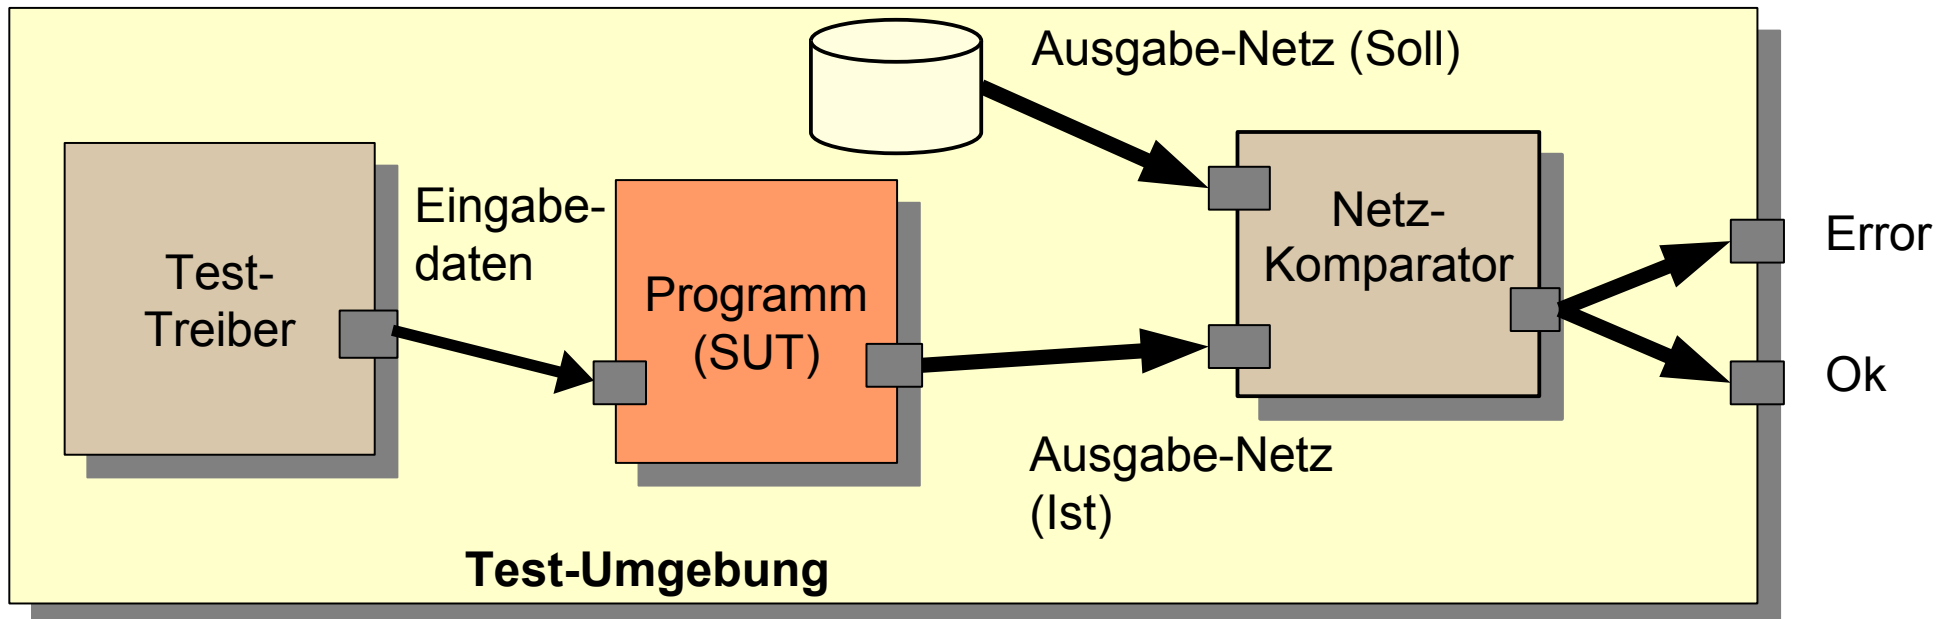 Ausgabe-Netz (Soll)
Test-
Treiber
Eingabe-
daten
Programm
(SUT)
Netz-
Komparator
Error
Ok
Ausgabe-Netz
(Ist)
Test-Umgebung